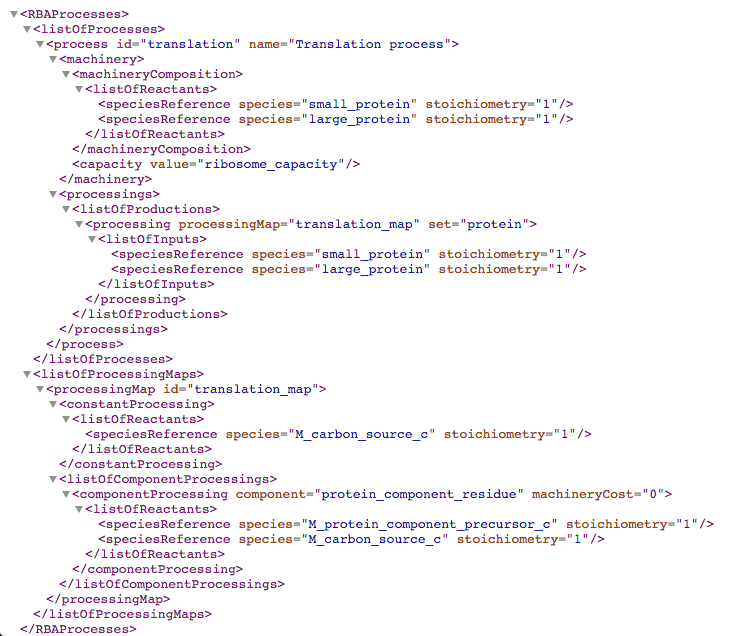 <RBAProcesses>
<listOfProcesses>
<process id="translation" name="Translation process">
<machinery>
<machineryComposition>
<listOfReactants>
<speciesReference species="small_protein" stoichiometry="1"/>
<speciesReference species="large_protein" stoichiometry="1"/>
</listOfReactants>
</machineryComposition>
<capacity value="ribosome_capacity"/>
</machinery>
<processings>
<listOfProductions>
<processing processingMap="translation_map" set="protein">
<listOfInputs>
<speciesReference species="small_protein" stoichiometry="1"/>
<speciesReference species="large_protein" stoichiometry="1"/>
</listOfInputs>
</processing>
</listOfProductions>
</processings>
</process>
</listOfProcesses>
<listOfProcessingMaps>
<processingMap id="translation_map">
<constantProcessing>
<listOfReactants>
<speciesReference species="M_carbon_source_c" stoichiometry="1"/>
</listOfReactants>
</constantProcessing>
<listOfComponentProcessings>
<componentProcessing component="protein_component_residue" machineryCost="0">
<listOfReactants>
<speciesReference species="M_protein_component_precursor_c" stoichiometry="1"/>
<speciesReference species="M_carbon_source_c" stoichiometry="1"/>
</listOfReactants>
</componentProcessing>
</listOfComponentProcessings>
</processingMap>
</listOfProcessingMaps>
</RBAProcesses>